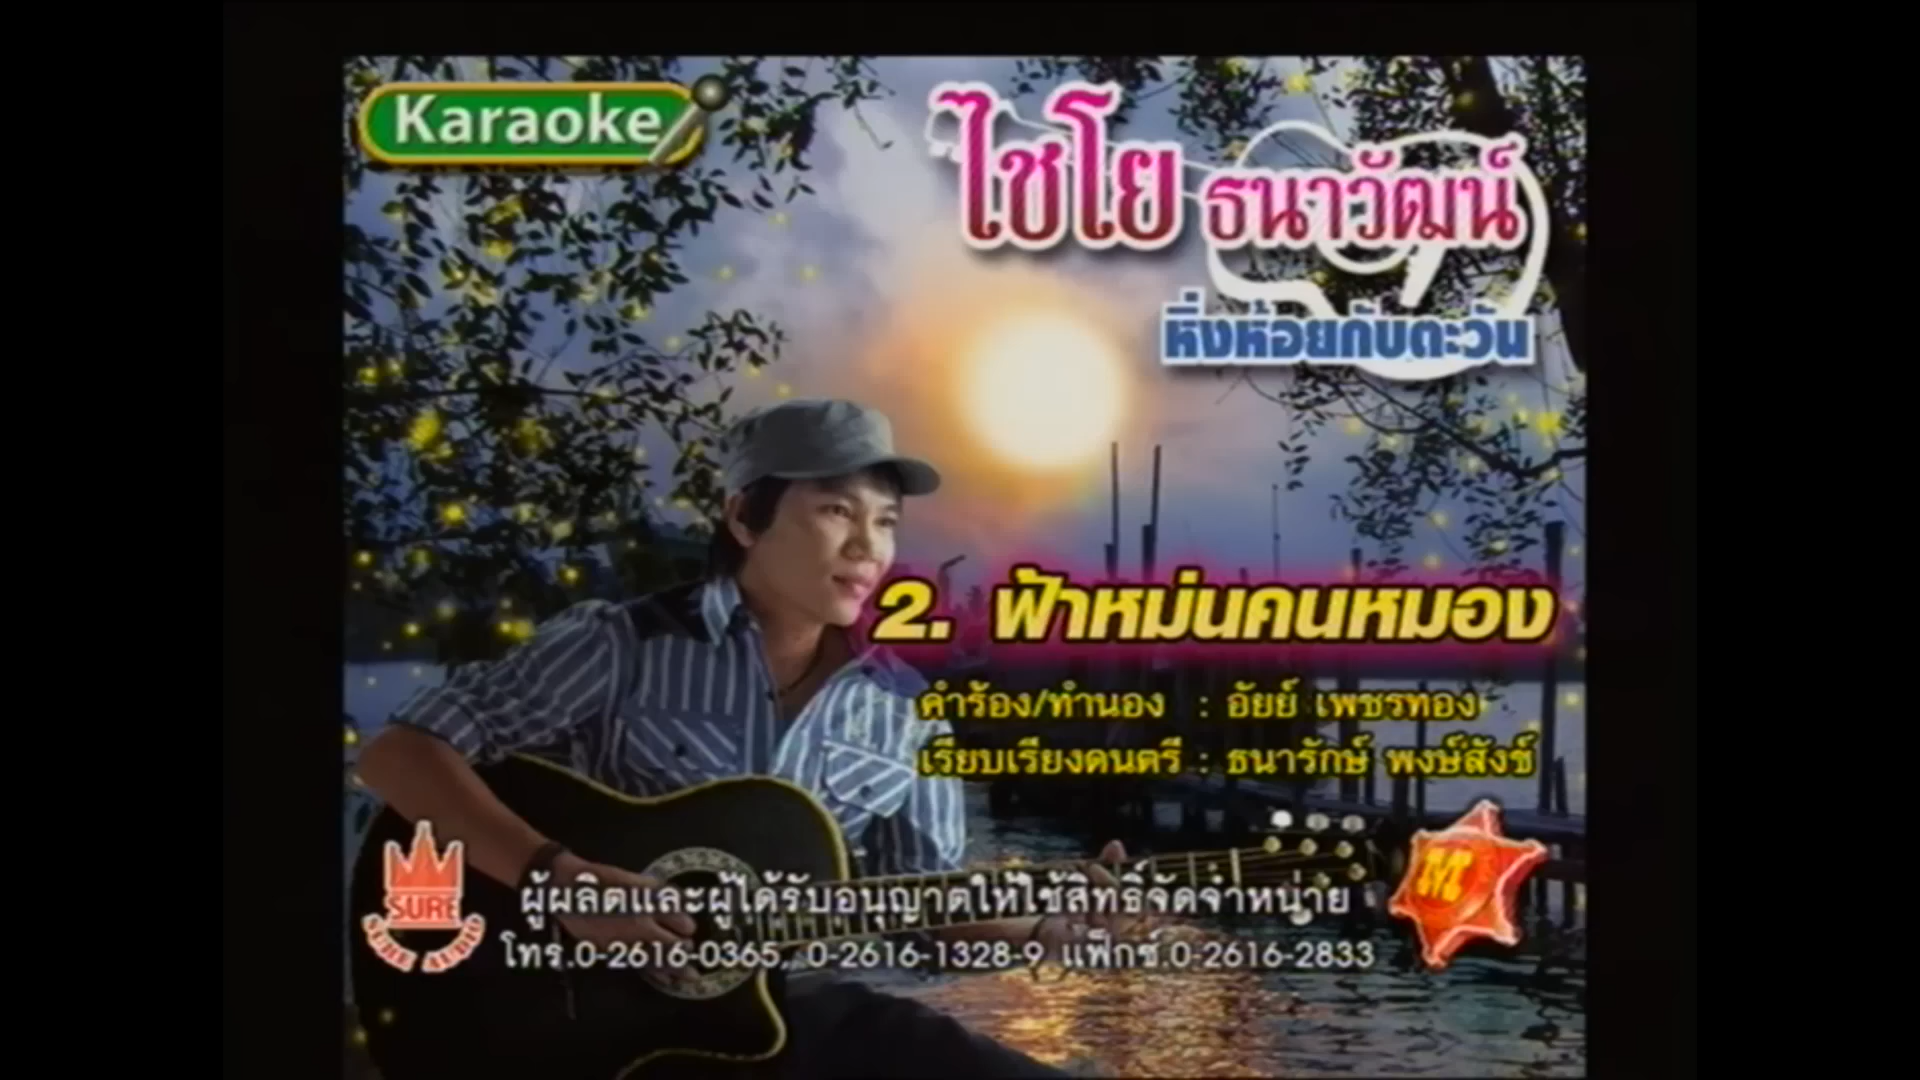 Karaoke
ไชโย ธนาวัฒน์
หิ่งห้อยกับตะวัน
2. ฟ้าหม่นคนหมอง
คำร้อง/ทำนอง : อัยย์ เพชรทอง
เรียบเรียงดนตรี : ธนารักษ์ พงษ์สังข์
ผู้ผลิตและผู้ได้รับอนุญาตให้ใช้สิทธิ์จัดจำหน่าย
โทร.0-2616-0365, 0-2616-1328-9 แฟ็กซ์.0-2616-2833
SURE
SURE AUDIO
M